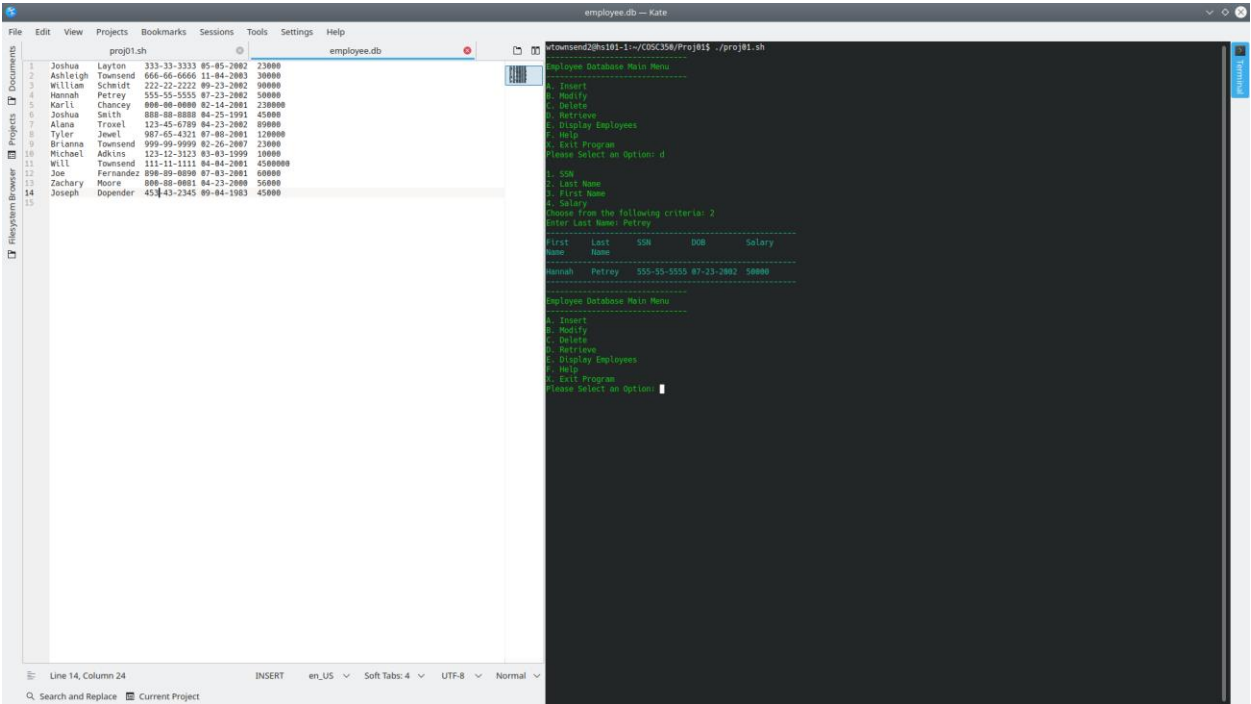 employee.db — Kate
File Edit View Projects Bookmarks Sessions Tools Settings Help
proj01.sh
employee.db
Documents
Projects
Filesystem Browser
1 Joshua Layton 333-33-3333 05-05-2002 23000
2 Ashleigh Townsend 666-66-6666 11-04-2003 30000
3 William Schmidt 222-22-2222 09-23-2002 90000
4 Hannah Petrey 555-55-5555 07-23-2002 50000
5 Karli Chancey 000-00-0000 02-14-2001 230000
6 Joshua Smith 888-88-8888 04-25-1991 45000
7 Alana Troxel 123-45-6789 04-23-2002 89000
8 Tyler Jewel 987-65-4321 07-08-2001 120000
9 Brianna Townsend 999-99-9999 02-26-2007 23000
10 Michael Adkins 123-12-3123 03-03-1999 10000
11 Will Townsend 111-11-1111 04-04-2001 4500000
12 Joe Fernandez 890-89-0890 07-03-2001 60000
13 Zachary Moore 800-88-0081 04-23-2000 56000
14 Joseph Dopender 453-43-2345 09-04-1983 45000
15
Line 14, Column 24 INSERT en_US Soft Tabs: 4 UTF-8 Normal
Search and Replace Current Project
wtownsend2@hs101-1:~/COSC350/Proj01$ ./proj01.sh
-------------------------------
Employee Database Main Menu
-------------------------------
A. Insert
B. Modify
C. Delete
D. Retrieve
E. Display Employees
F. Help
X. Exit Program
Please Select an Option: d
1. SSN
2. Last Name
3. First Name
4. Salary
Choose from the following criteria: 2
Enter Last Name: Petrey
-------------------------------------------------------
First Last SSN DOB Salary
Name Name
-------------------------------------------------------
Hannah Petrey 555-55-5555 07-23-2002 50000
-------------------------------------------------------
-------------------------------
Employee Database Main Menu
-------------------------------
A. Insert
B. Modify
C. Delete
D. Retrieve
E. Display Employees
F. Help
X. Exit Program
Please Select an Option:
Terminal